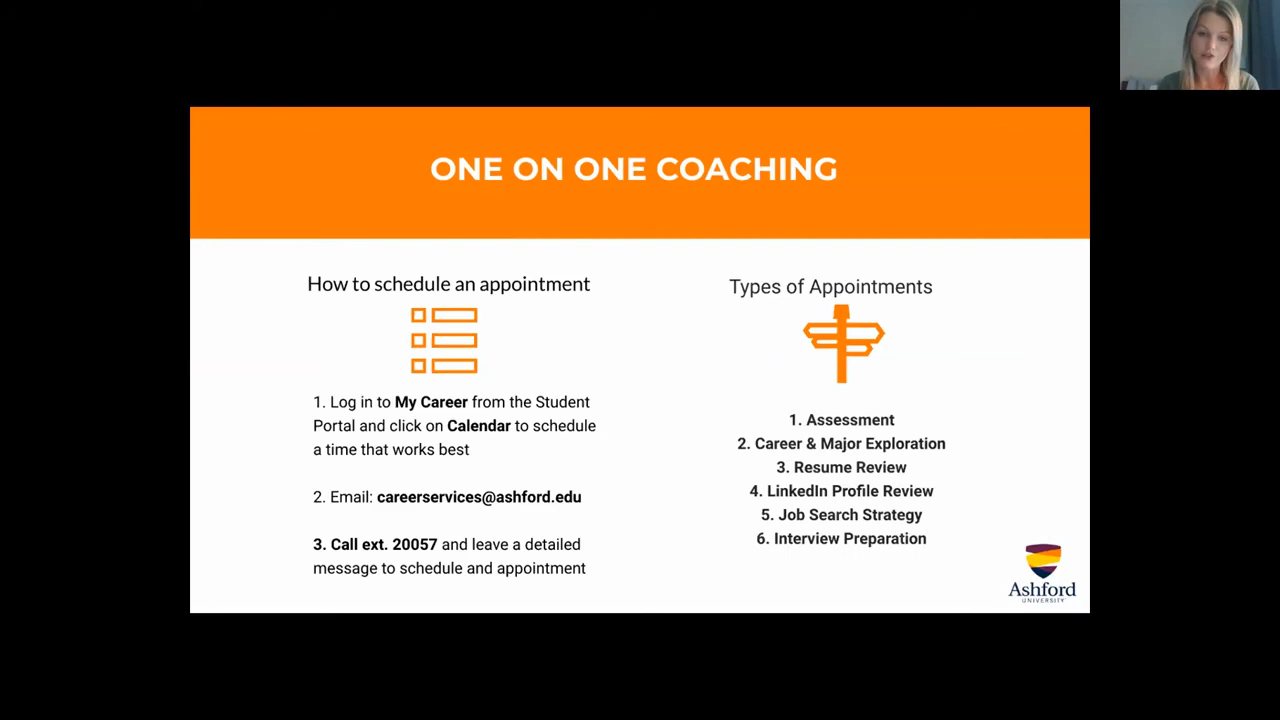 ONE ON ONE COACHING
How to schedule an appointment
1. Log in to My Career from the Student
Portal and click on Calendar to schedule
a time that works best
2. Email: careerservices@ashford.edu
3. Call ext. 20057 and leave a detailed
message to schedule and appointment
Types of Appointments
1. Assessment
2. Career & Major Exploration
3. Resume Review
4. LinkedIn Profile Review
5. Job Search Strategy
6. Interview Preparation
Ashford
UNIVERSITY